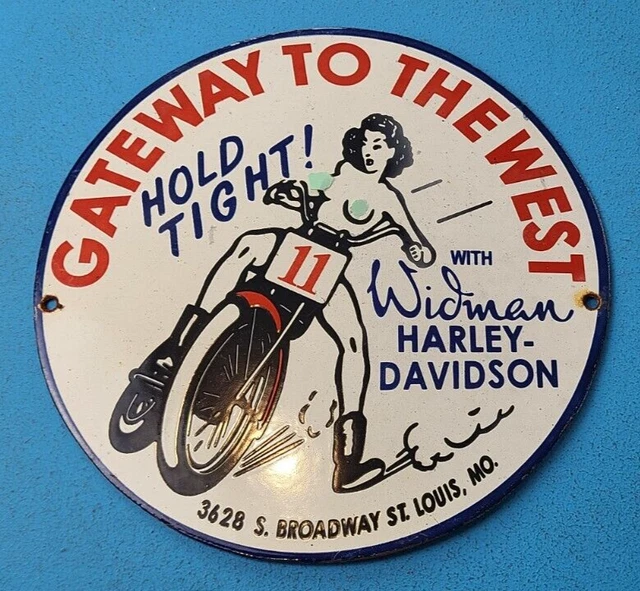 GATEWAY TO THE WEST
HOLD
TIGHT!
11
WITH
Widman
HARLEY-
DAVIDSON
3628 S. BROADWAY ST. LOUIS, MO.